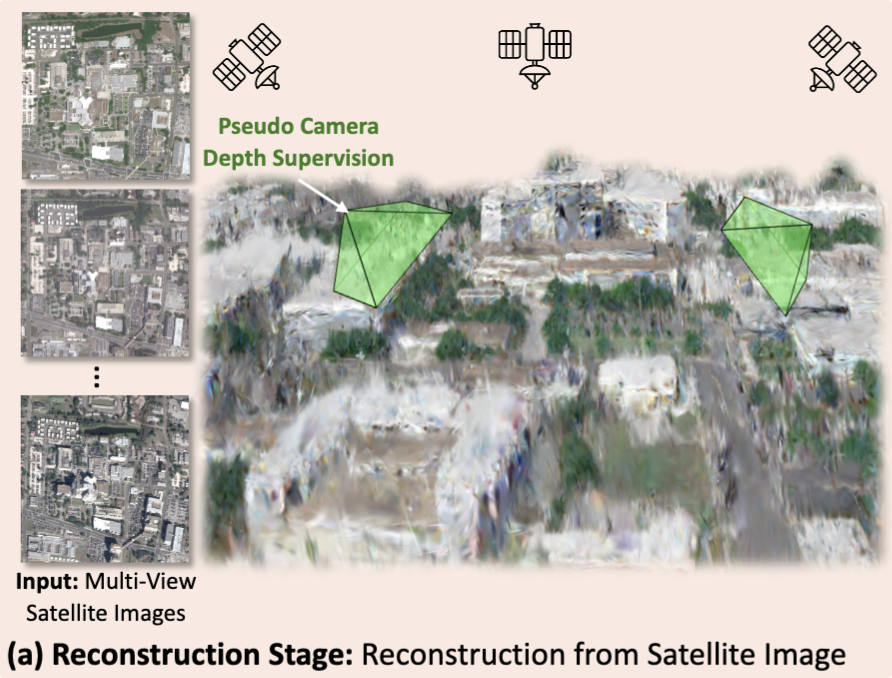 Pseudo Camera
Depth Supervision
Input: Multi-View
Satellite Images
(a) Reconstruction Stage: Reconstruction from Satellite Image